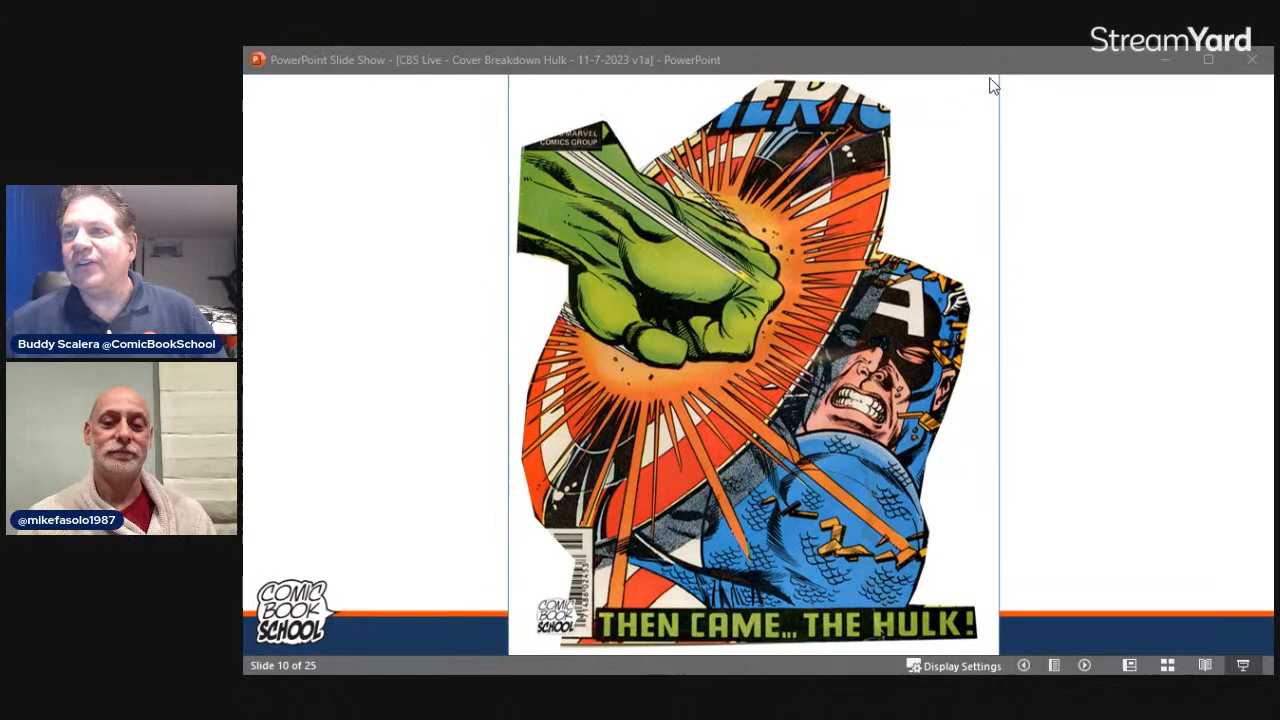 StreamYard
PowerPoint Slide Show - [CBS Live - Cover Breakdown Hulk - 11-7-2023 v1a] - PowerPoint
MARVEL
COMICS GROUP
ERIC
A
Buddy Scalera @ComicBookSchool
@mikefasolo1987
COMIC
BOOK
SCHOOL
COMIC
BOOK
SCHOOL
THEN CAME... THE HULK!
Slide 10 of 25
Display Settings